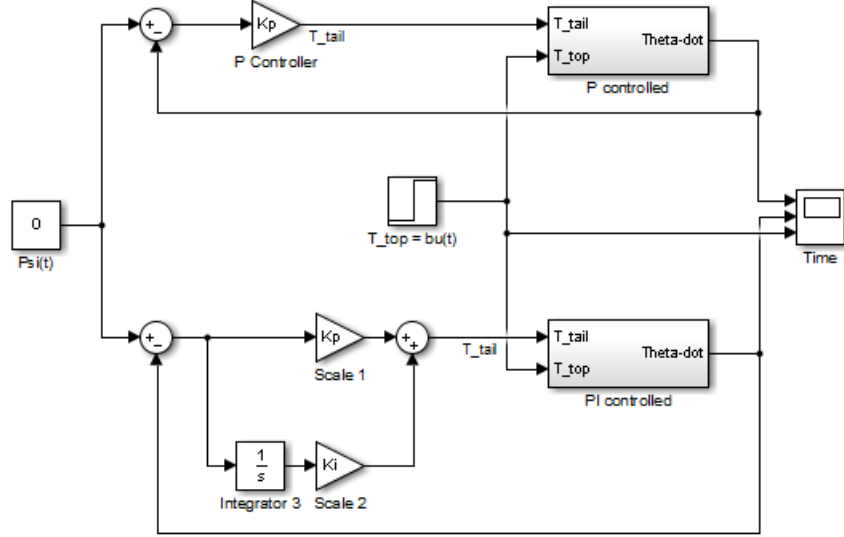 Kp
T_tail
P Controller
T_tail
T_top
Theta-dot
P controlled
0
Psi(t)
T_top = bu(t)
Time
Kp
Scale 1
T_tail
T_tail
T_top
Theta-dot
PI controlled
1
s
Integrator 3
Ki
Scale 2